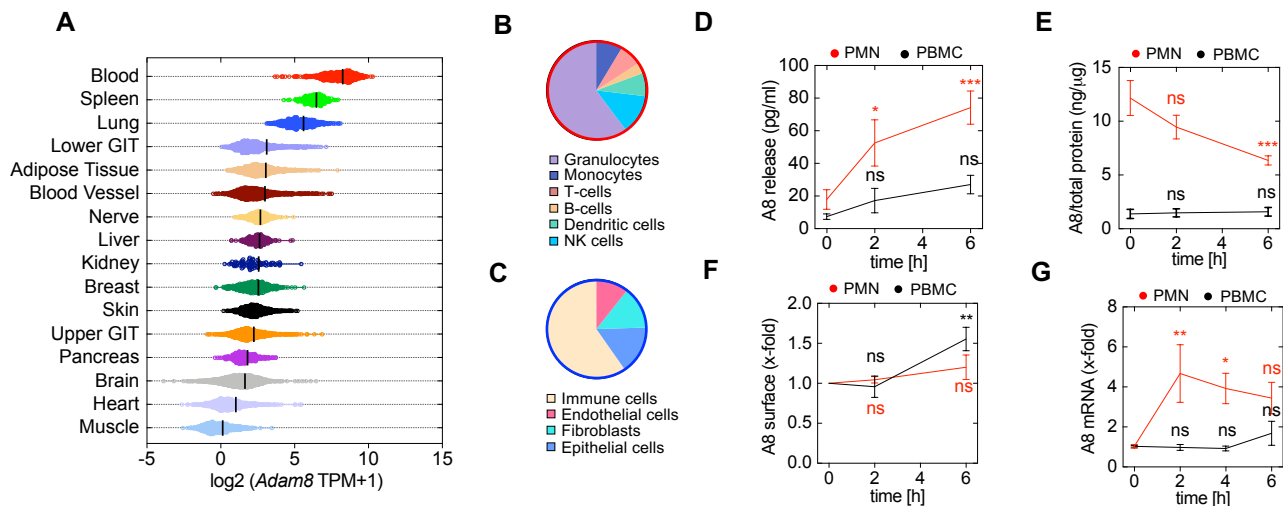 A
Blood
Spleen
Lung
Lower GIT
Adipose Tissue
Blood Vessel
Nerve
Liver
Kidney
Breast
Skin
Upper GIT
Pancreas
Brain
Heart
Muscle
-5 0 5 10 15
log2 (Adam8 TPM+1)
B
Granulocytes
Monocytes
T-cells
B-cells
Dendritic cells
NK cells
C
Immune cells
Endothelial cells
Fibroblasts
Epithelial cells
D
PMN PBMC
A8 release (pg/ml)
100
80
60
40
20
0
* ***
ns ns
0 2 4 6
time [h]
E
PMN PBMC
A8/total protein (ng/µg)
15
10
5
0
ns ***
ns ns
0 2 4 6
time [h]
F
PMN PBMC
A8 surface (x-fold)
2.0
1.5
1.0
0.5
0.0
ns **
ns ns
0 2 4 6
time [h]
G
PMN PBMC
A8 mRNA (x-fold)
8
6
4
2
0
** * ns
ns ns ns
0 2 4 6
time [h]